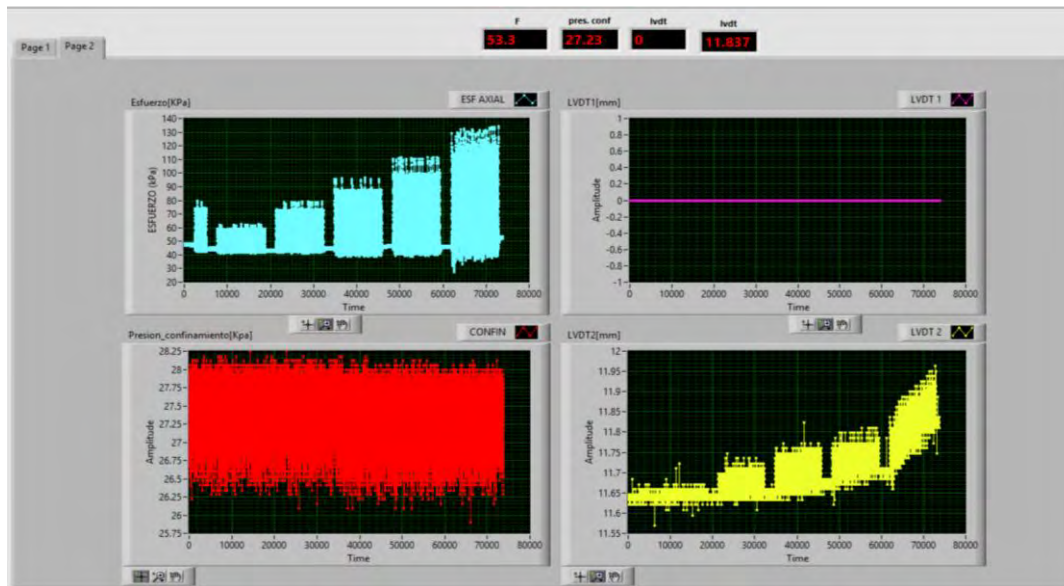 F pres. conf lvdt lvdt
53.3 27.23 0 11.837
Page 1 Page 2
Esfuerzo[KPa] ESF AXIAL
140
130
120
110
100
90
80
70
60
50
40
30
20
ESFUERZO (kPa)
0 10000 20000 30000 40000 50000 60000 70000 80000
Time
LVDT1[mm] LVDT 1
1
0.8
0.6
0.4
0.2
0
-0.2
-0.4
-0.6
-0.8
-1
Amplitude
0 10000 20000 30000 40000 50000 60000 70000 80000
Time
Presion_confinamiento[Kpa] CONFIN
28.25
28
27.75
27.5
27.25
27
26.75
26.5
26.25
26
25.75
Amplitude
0 10000 20000 30000 40000 50000 60000 70000 80000
Time
LVDT2[mm] LVDT 2
12
11.95
11.9
11.85
11.8
11.75
11.7
11.65
11.6
11.55
Amplitude
0 10000 20000 30000 40000 50000 60000 70000 80000
Time